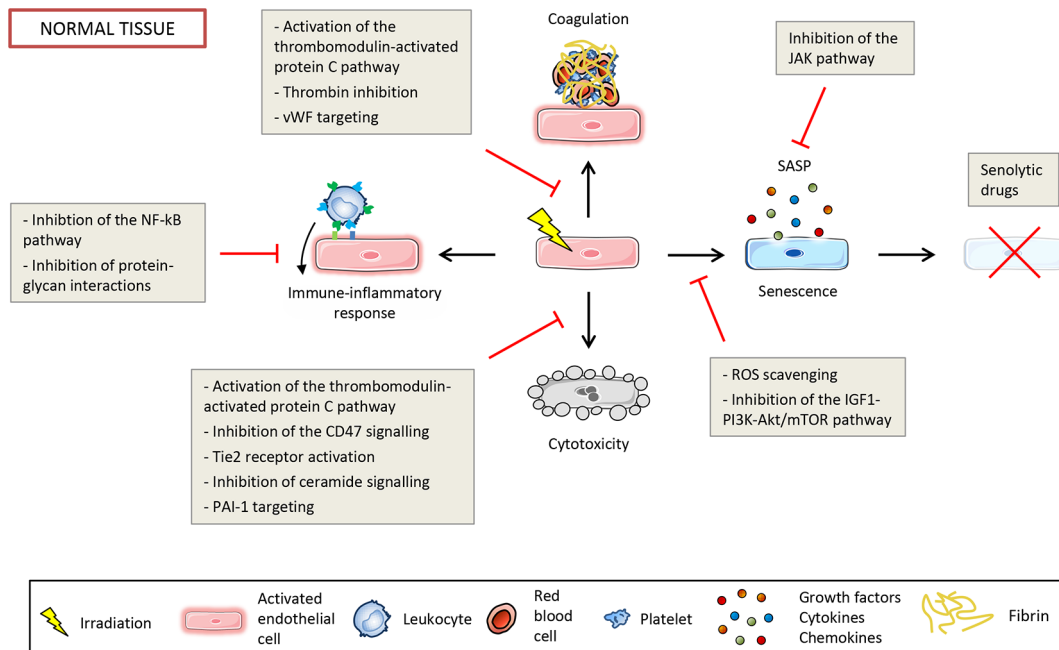 NORMAL TISSUE
- Activation of the
thrombomodulin-activated
protein C pathway
- Thrombin inhibition
- vWF targeting
Coagulation
Inhibition of the
JAK pathway
SASP
Senolytic
drugs
- Inhibtion of the NF-kB
pathway
- Inhibition of protein-
glycan interactions
Immune-inflammatory
response
Senescence
- Activation of the thrombomodulin-
activated protein C pathway
- Inhibition of the CD47 signalling
- Tie2 receptor activation
- Inhibition of ceramide signalling
- PAI-1 targeting
Cytotoxicity
- ROS scavenging
- Inhibition of the IGF1-
PI3K-Akt/mTOR pathway
Irradiation
Activated
endothelial
cell
Leukocyte
Red
blood
cell
Platelet
Growth factors
Cytokines
Chemokines
Fibrin